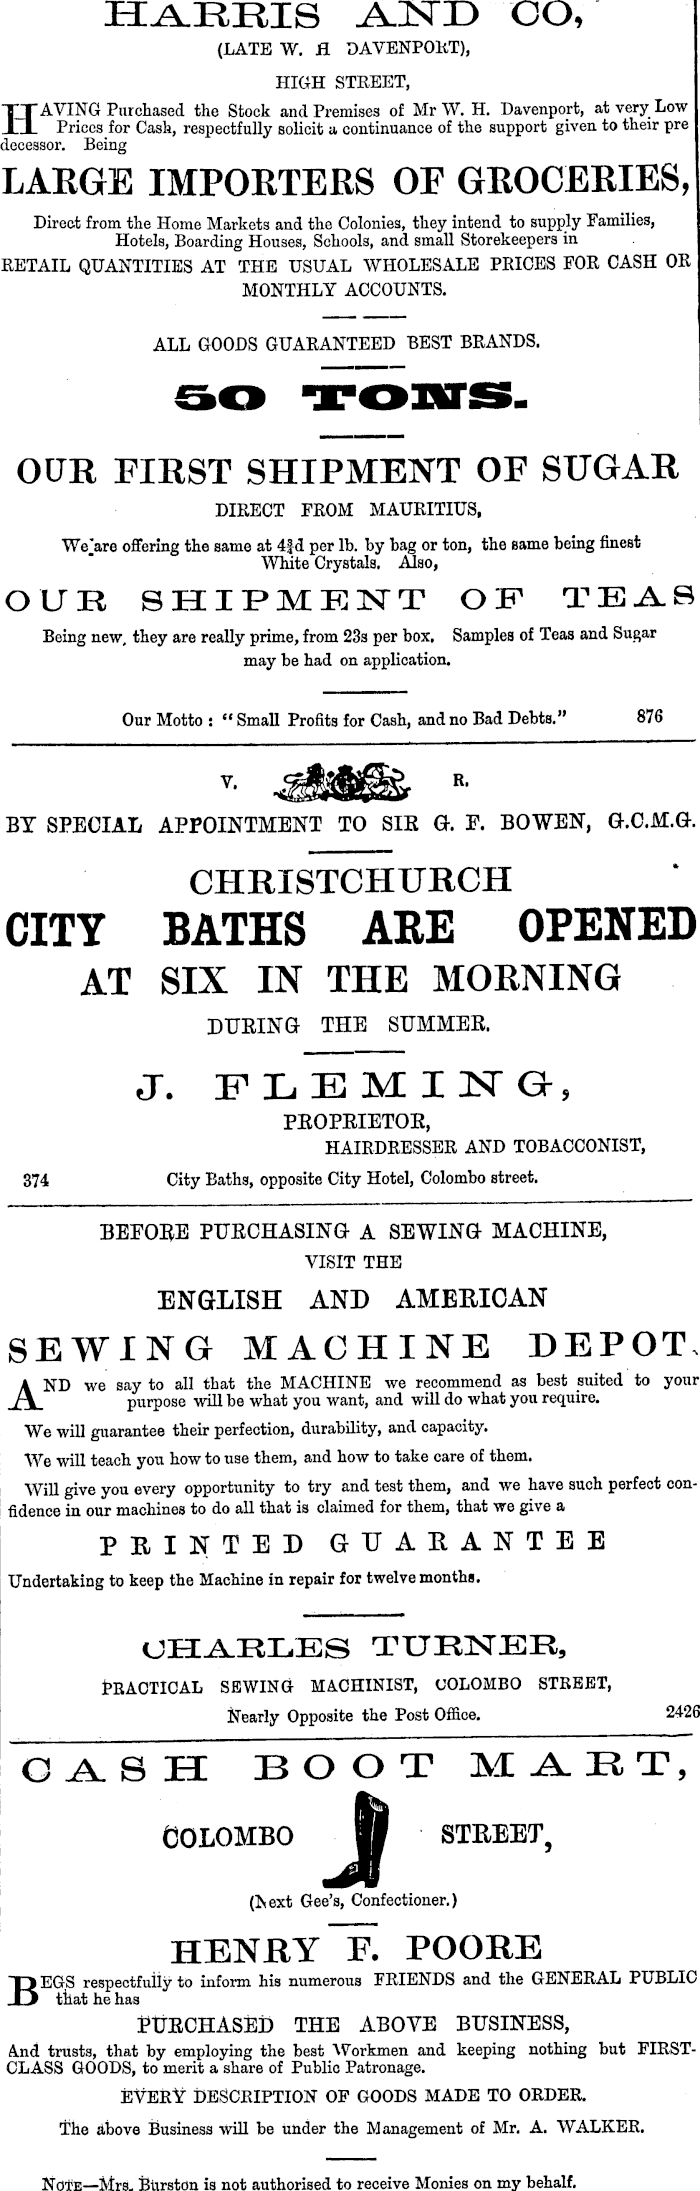 HARRIS AND CO,
(LATE W. H DAVENPORT),
HIGH STREET,
HAVING Purchased the Stock and Premises of Mr W. H. Davenport, at very Low
Prices for Cash, respectfully solicit a continuance of the support given to their pre
decessor. Being
LARGE IMPORTERS OF GROCERIES,
Direct from the Home Markets and the Colonies, they intend to supply Families,
Hotels, Boarding Houses, Schools, and small Storekeepers in
RETAIL QUANTITIES AT THE USUAL WHOLESALE PRICES FOR CASH OR
MONTHLY ACCOUNTS.
ALL GOODS GUARANTEED BEST BRANDS.
50 TONS.
OUR FIRST SHIPMENT OF SUGAR
DIRECT FROM MAURITIUS,
We are offering the same at 4¾d per lb. by bag or ton, the same being finest
White Crystals. Also,
OUR SHIPMENT OF TEAS
Being new, they are really prime, from 23s per box. Samples of Teas and Sugar
may be had on application.
Our Motto : "Small Profits for Cash, and no Bad Debts." 876
V. R.
BY SPECIAL APPOINTMENT TO SIR G. F. BOWEN, G.C.M.G.
CHRISTCHURCH
CITY BATHS ARE OPENED
AT SIX IN THE MORNING
DURING THE SUMMER.
J. FLEMING,
PROPRIETOR,
HAIRDRESSER AND TOBACCONIST,
374 City Baths, opposite City Hotel, Colombo street.
BEFORE PURCHASING A SEWING MACHINE,
VISIT THE
ENGLISH AND AMERICAN
SEWING MACHINE DEPOT.
AND we say to all that the MACHINE we recommend as best suited to your
purpose will be what you want, and will do what you require.
We will guarantee their perfection, durability, and capacity.
We will teach you how to use them, and how to take care of them.
Will give you every opportunity to try and test them, and we have such perfect con-
fidence in our machines to do all that is claimed for them, that we give a
PRINTED GUARANTEE
Undertaking to keep the Machine in repair for twelve months.
CHARLES TURNER,
PRACTICAL SEWING MACHINIST, COLOMBO STREET,
Nearly Opposite the Post Office. 2426
CASH BOOT MART,
COLOMBO STREET,
(Next Gee's, Confectioner.)
HENRY F. POORE
BEGS respectfully to inform his numerous FRIENDS and the GENERAL PUBLIC
that he has
PURCHASED THE ABOVE BUSINESS,
And trusts, that by employing the best Workmen and keeping nothing but FIRST-
CLASS GOODS, to merit a share of Public Patronage.
EVERY DESCRIPTION OF GOODS MADE TO ORDER.
The above Business will be under the Management of Mr. A. WALKER.
NOTE—Mrs. Burston is not authorised to receive Monies on my behalf.